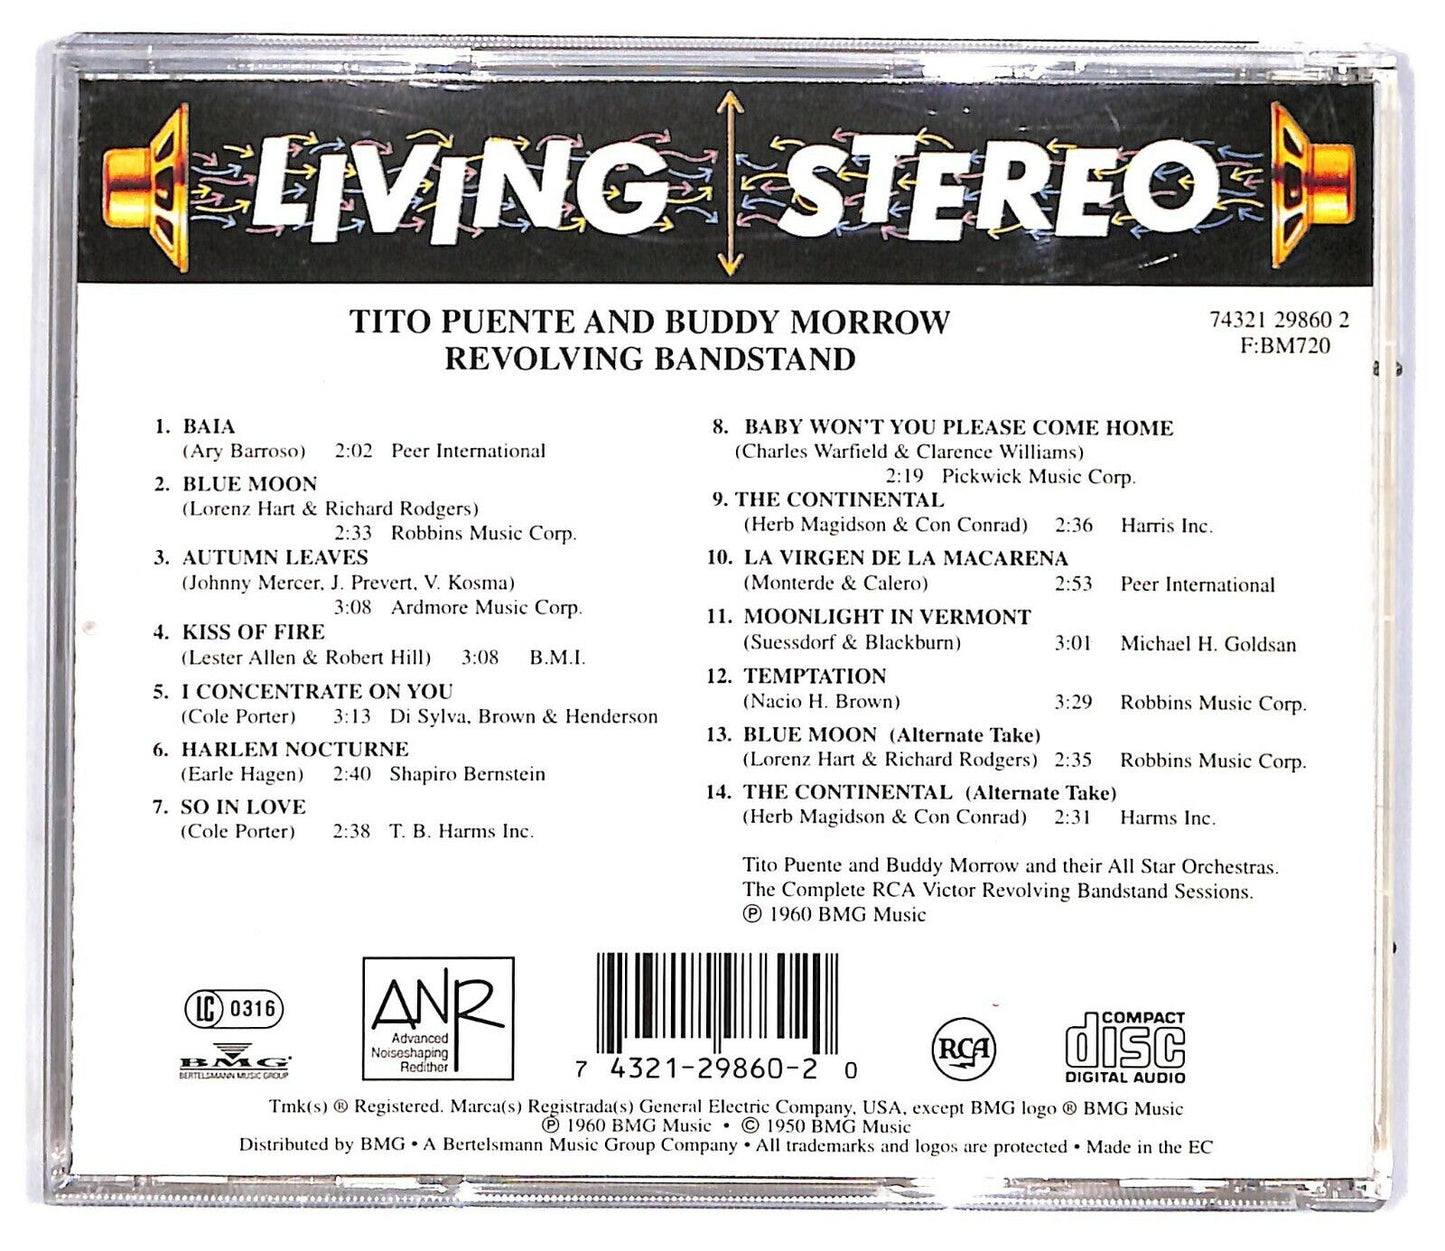 LIVING STEREO
TITO PUENTE AND BUDDY MORROW
REVOLVING BANDSTAND
74321 29860 2
F:BM720
1. BAIA
(Ary Barroso) 2:02 Peer International
2. BLUE MOON
(Lorenz Hart & Richard Rodgers)
2:33 Robbins Music Corp.
3. AUTUMN LEAVES
(Johnny Mercer, J. Prevert, V. Kosma)
3:08 Ardmore Music Corp.
4. KISS OF FIRE
(Lester Allen & Robert Hill) 3:08 B.M.I.
5. I CONCENTRATE ON YOU
(Cole Porter) 3:13 Di Sylva, Brown & Henderson
6. HARLEM NOCTURNE
(Earle Hagen) 2:40 Shapiro Bernstein
7. SO IN LOVE
(Cole Porter) 2:38 T. B. Harms Inc.
8. BABY WON'T YOU PLEASE COME HOME
(Charles Warfield & Clarence Williams)
2:19 Pickwick Music Corp.
9. THE CONTINENTAL
(Herb Magidson & Con Conrad) 2:36 Harris Inc.
10. LA VIRGEN DE LA MACARENA
(Monterde & Calero) 2:53 Peer International
11. MOONLIGHT IN VERMONT
(Suessdorf & Blackburn) 3:01 Michael H. Goldsan
12. TEMPTATION
(Nacio H. Brown) 3:29 Robbins Music Corp.
13. BLUE MOON (Alternate Take)
(Lorenz Hart & Richard Rodgers) 2:35 Robbins Music Corp.
14. THE CONTINENTAL (Alternate Take)
(Herb Magidson & Con Conrad) 2:31 Harms Inc.
Tito Puente and Buddy Morrow and their All Star Orchestras.
The Complete RCA Victor Revolving Bandstand Sessions.
℗ 1960 BMG Music
LC 0316
BMG
BERTELSMANN MUSIC GROUP
ANR
Advanced
Noiseshaping
Redither
7 4321-29860-2 0
RCA
COMPACT
disc
DIGITAL AUDIO
Tmk(s) ® Registered. Marca(s) Registrada(s) General Electric Company, USA, except BMG logo ® BMG Music
℗ 1960 BMG Music • © 1950 BMG Music
Distributed by BMG • A Bertelsmann Music Group Company • All trademarks and logos are protected • Made in the EC